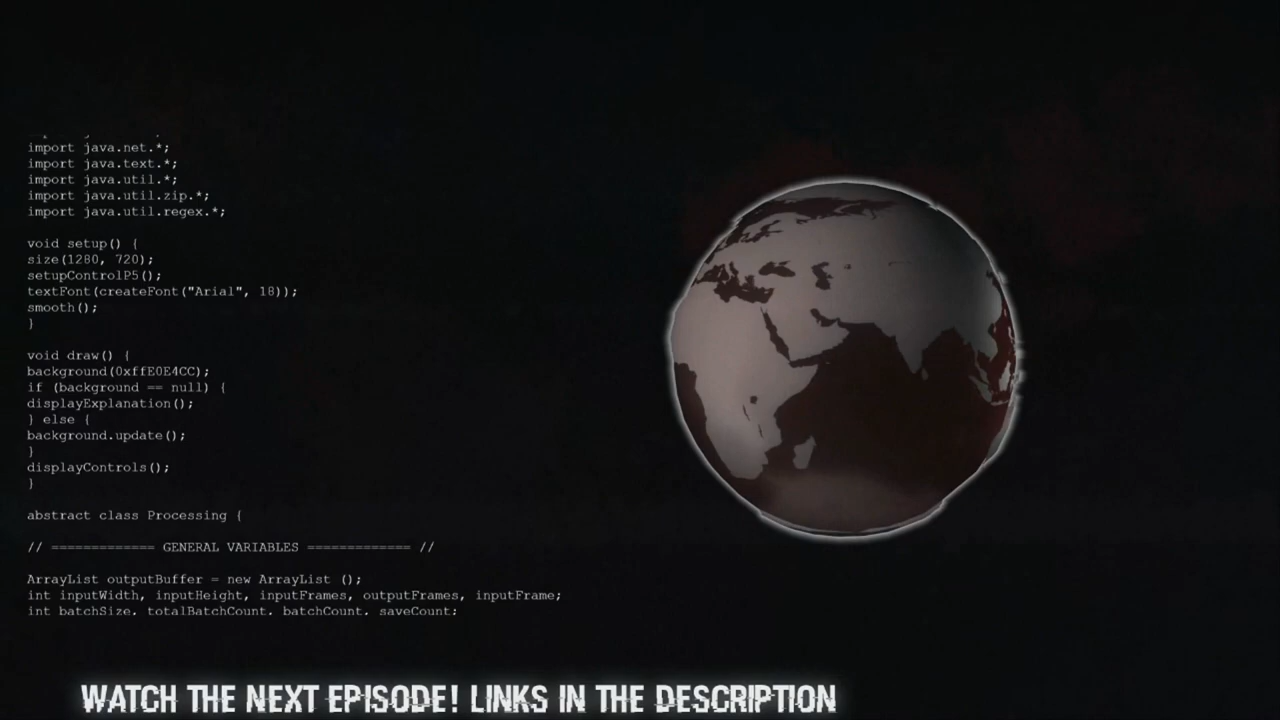 import java.net.*;
import java.text.*;
import java.util.*;
import java.util.zip.*;
import java.util.regex.*;
void setup() {
size(1280, 720);
setupControlP5();
textFont(createFont("Arial", 18));
smooth();
}
void draw() {
background(0xffE0E4CC);
if (background == null) {
displayExplanation();
} else {
background.update();
}
displayControls();
}
abstract class Processing {
// ============= GENERAL VARIABLES ============= //
ArrayList outputBuffer = new ArrayList ();
int inputWidth, inputHeight, inputFrames, outputFrames, inputFrame;
int batchSize, totalBatchCount, batchCount, saveCount;
WATCH THE NEXT EPISODE! LINKS IN THE DESCRIPTION